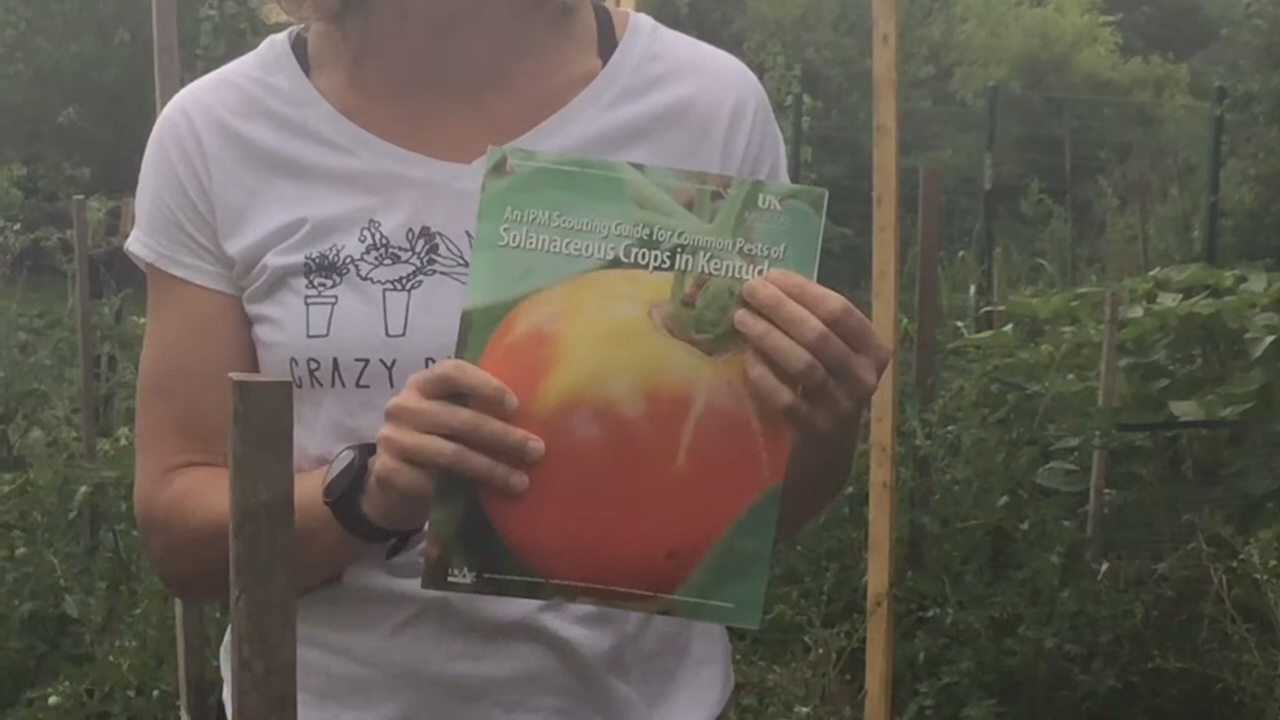 UK
An IPM Scouting Guide for Common Pests of
Solanaceous Crops in Kentuc
CRAZY